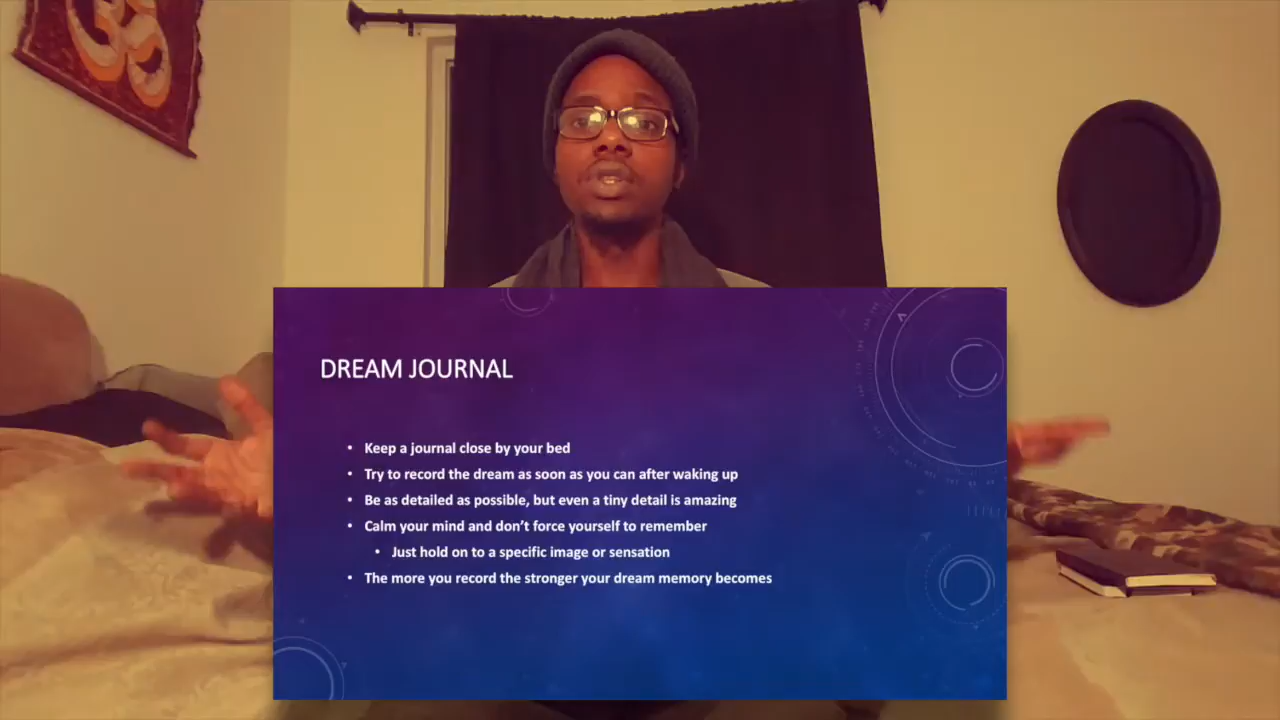 DREAM JOURNAL
• Keep a journal close by your bed
• Try to record the dream as soon as you can after waking up
• Be as detailed as possible, but even a tiny detail is amazing
• Calm your mind and don’t force yourself to remember
• Just hold on to a specific image or sensation
• The more you record the stronger your dream memory becomes